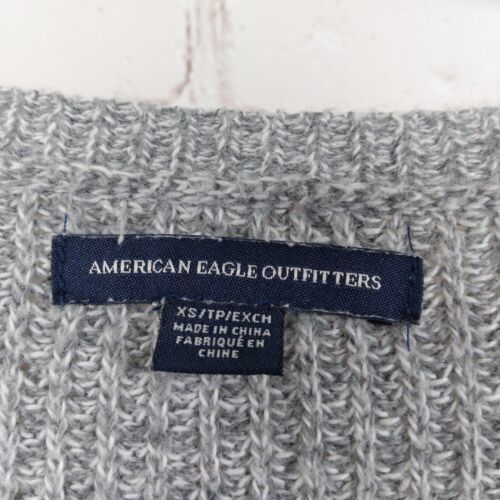 AMERICAN EAGLE OUTFITTERS
XS/TP/EXCH
MADE IN CHINA
FABRIQUÉ EN
CHINE